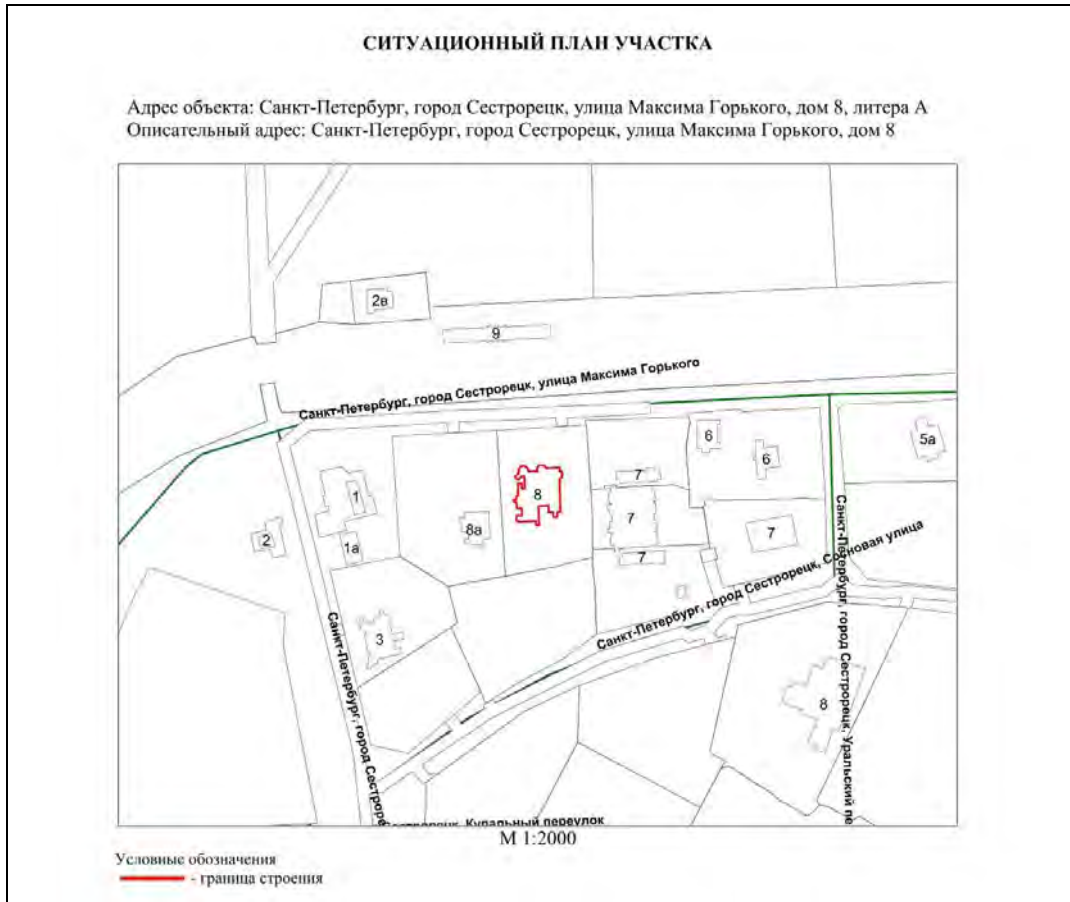 СИТУАЦИОННЫЙ ПЛАН УЧАСТКА
Адрес объекта: Санкт-Петербург, город Сестрорецк, улица Максима Горького, дом 8, литера А
Описательный адрес: Санкт-Петербург, город Сестрорецк, улица Максима Горького, дом 8
2в
9
Санкт-Петербург, город Сестрорецк, улица Максима Горького
6
5а
6
7
1
8
8а
7
7
2
1а
7
Санкт-Петербург, город Сестрорецк, Сосновая улица
3
Санкт-Петербург, город Сестроре
Санкт-Петербург, город Сестрорецк, Уральский пе
8
Сестрорецк, Купальный переулок
М 1:2000
Условные обозначения
- граница строения